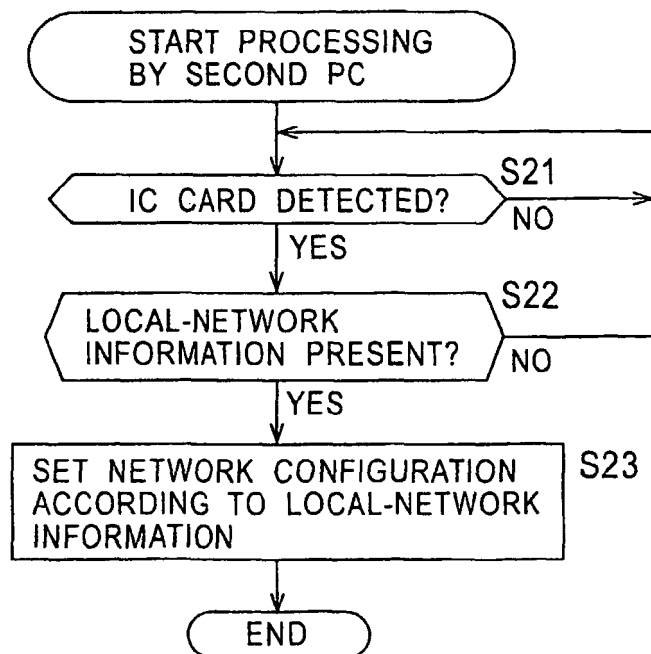 START PROCESSING
BY SECOND PC
IC CARD DETECTED?
S21
NO
YES
LOCAL-NETWORK
INFORMATION PRESENT?
S22
NO
YES
SET NETWORK CONFIGURATION
ACCORDING TO LOCAL-NETWORK
INFORMATION
S23
END